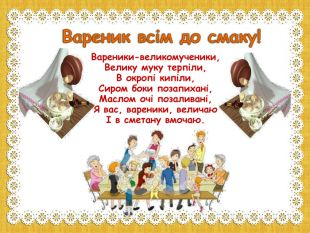 Вареник всім до смаку!
Вареники-великомученики,
Велику муку терпіли,
В окропі кипіли,
Сиром боки позапихані,
Маслом очі позаливані,
Я вас, вареники, величаю
І в сметану вмочаю.